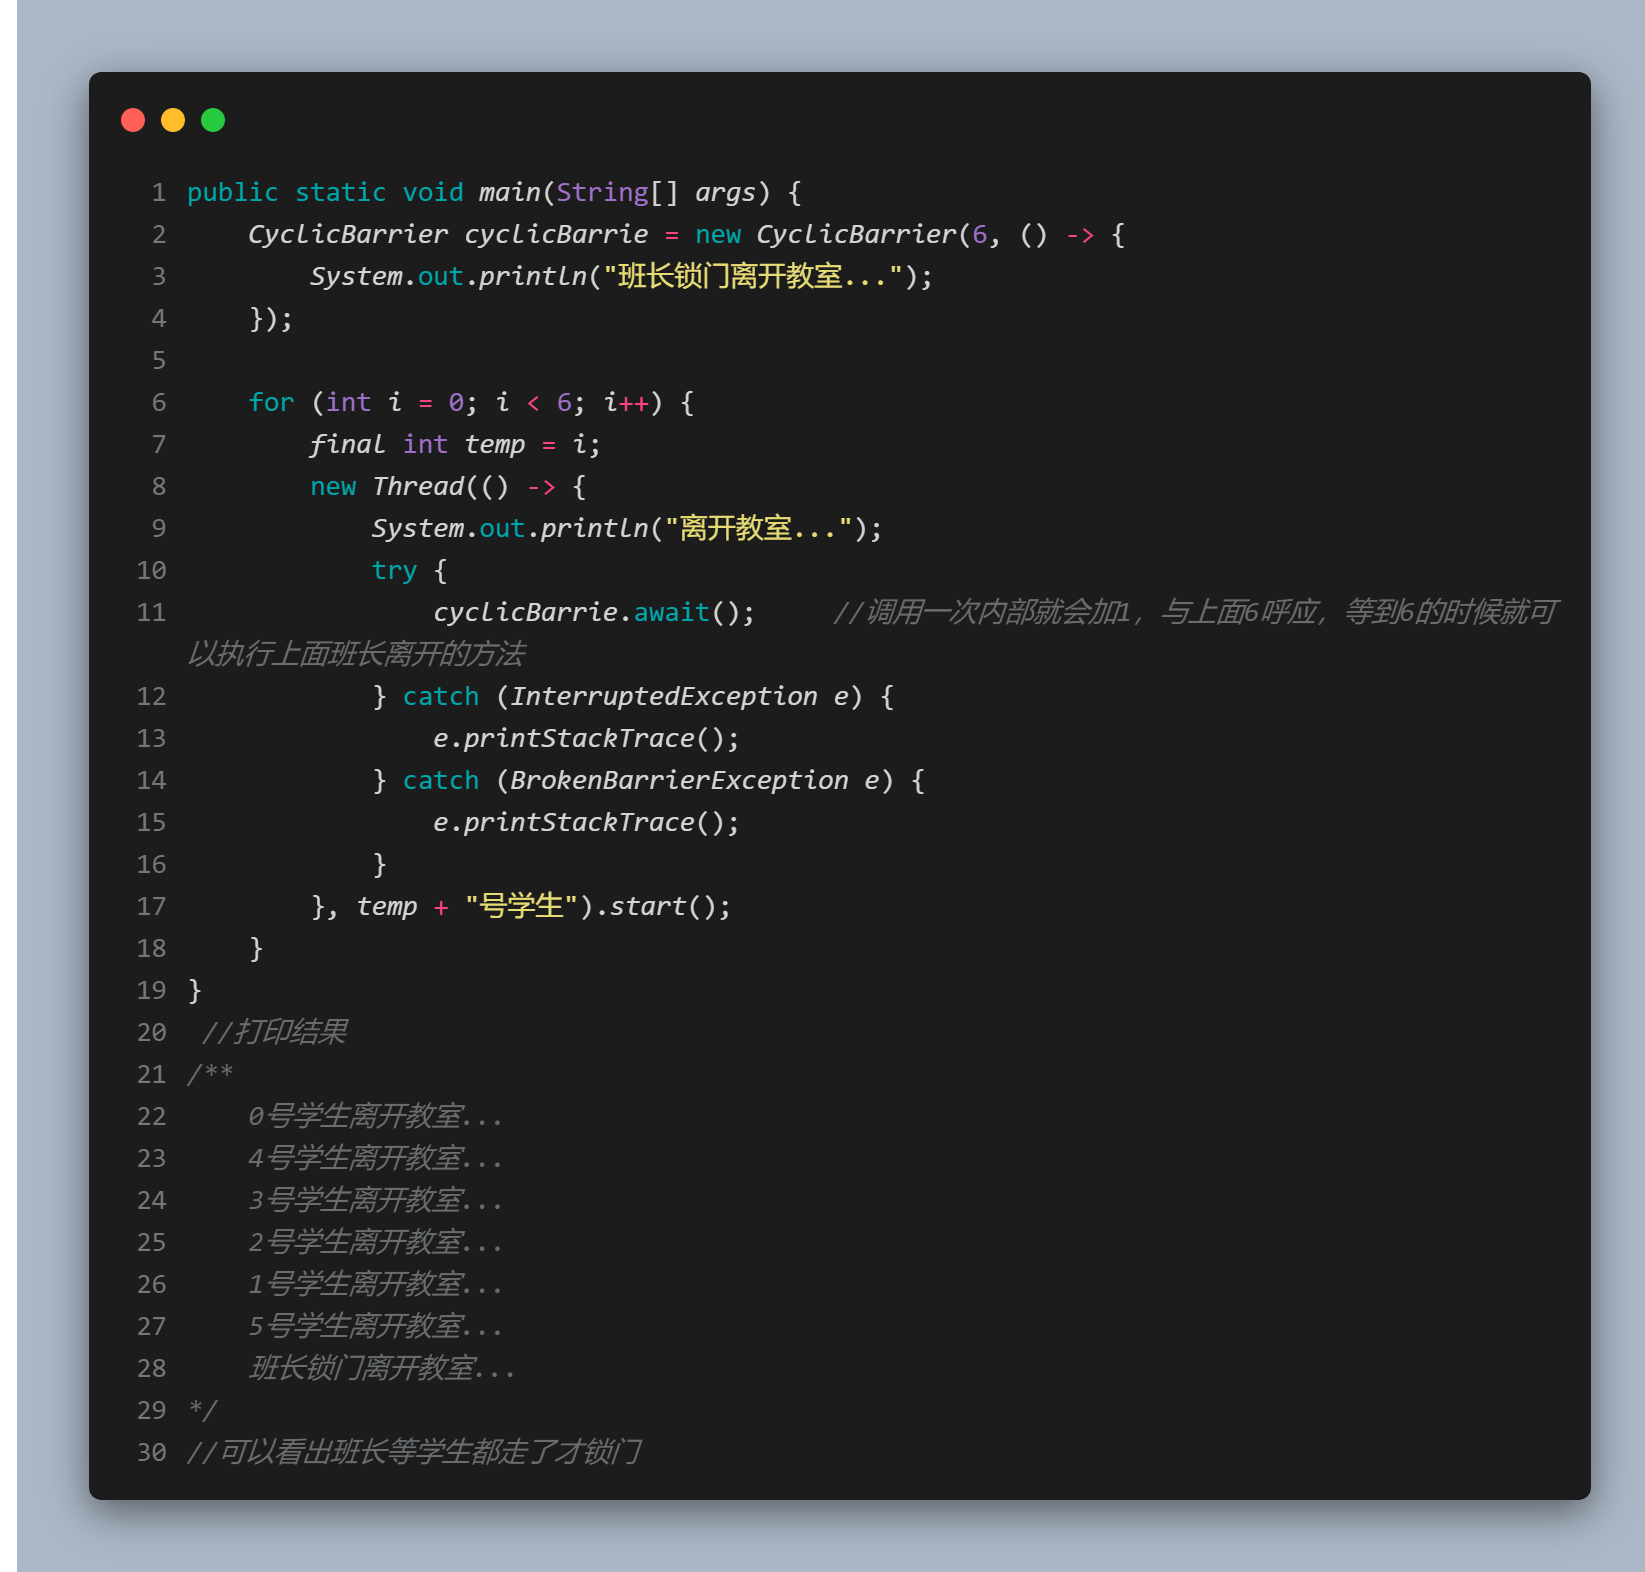 1 public static void main(String[] args) {
2     CyclicBarrier cyclicBarrie = new CyclicBarrier(6, () -> {
3         System.out.println("班长锁门离开教室...");
4     });
5
6     for (int i = 0; i < 6; i++) {
7         final int temp = i;
8         new Thread(() -> {
9             System.out.println("离开教室...");
10             try {
11                 cyclicBarrie.await();     //调用一次内部就会加1, 与上面6呼应, 等到6的时候就可
以执行上面班长离开的方法
12             } catch (InterruptedException e) {
13                 e.printStackTrace();
14             } catch (BrokenBarrierException e) {
15                 e.printStackTrace();
16             }
17         }, temp + "号学生").start();
18     }
19 }
20  //打印结果
21 /**
22     0号学生离开教室...
23     4号学生离开教室...
24     3号学生离开教室...
25     2号学生离开教室...
26     1号学生离开教室...
27     5号学生离开教室...
28     班长锁门离开教室...
29 */
30 //可以看出班长等学生都走了才锁门